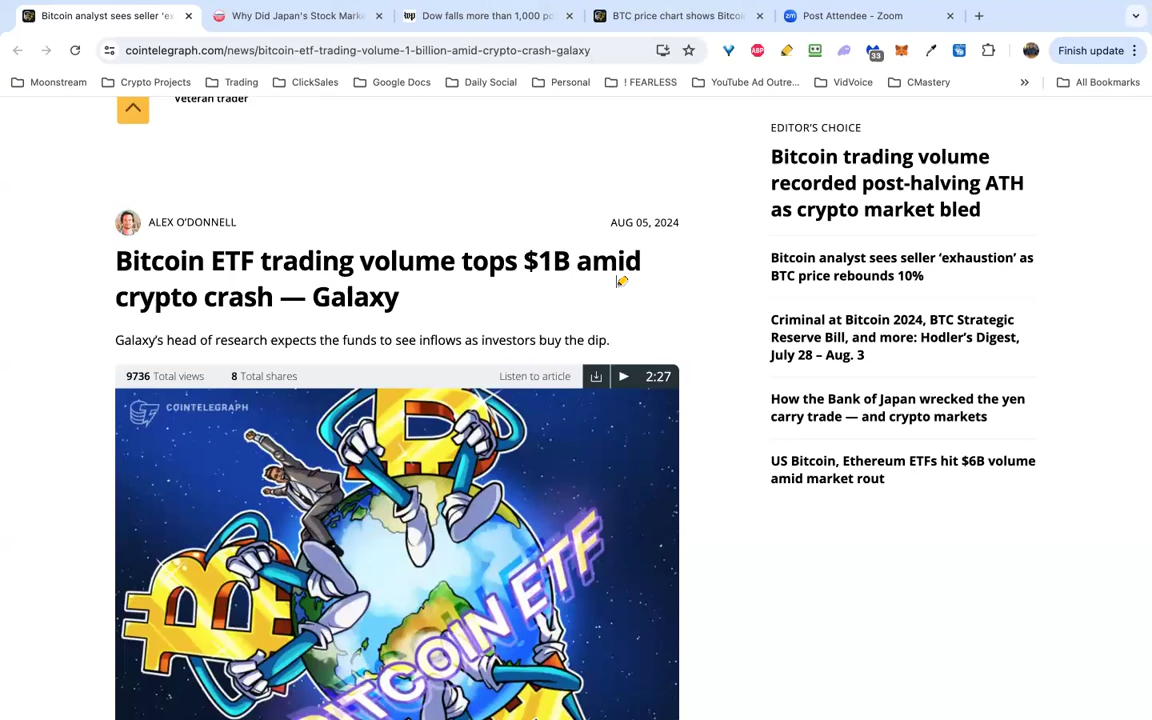 Bitcoin analyst sees seller 'ex
Why Did Japan's Stock Marke
Dow falls more than 1,000 po
BTC price chart shows Bitcoin
Post Attendee - Zoom
cointelegraph.com/news/bitcoin-etf-trading-volume-1-billion-amid-crypto-crash-galaxy
ABP
33
Finish update
Moonstream
Crypto Projects
Trading
ClickSales
Google Docs
Daily Social
Personal
! FEARLESS
YouTube Ad Outre...
VidVoice
CMastery
All Bookmarks
Veteran trader
ALEX O'DONNELL
AUG 05, 2024
Bitcoin ETF trading volume tops $1B amid
crypto crash — Galaxy
Galaxy's head of research expects the funds to see inflows as investors buy the dip.
9736 Total views
8 Total shares
Listen to article
2:27
COINTELEGRAPH
BITCOIN ETF
EDITOR'S CHOICE
Bitcoin trading volume
recorded post-halving ATH
as crypto market bled
Bitcoin analyst sees seller ‘exhaustion’ as
BTC price rebounds 10%
Criminal at Bitcoin 2024, BTC Strategic
Reserve Bill, and more: Hodler's Digest,
July 28 – Aug. 3
How the Bank of Japan wrecked the yen
carry trade — and crypto markets
US Bitcoin, Ethereum ETFs hit $6B volume
amid market rout